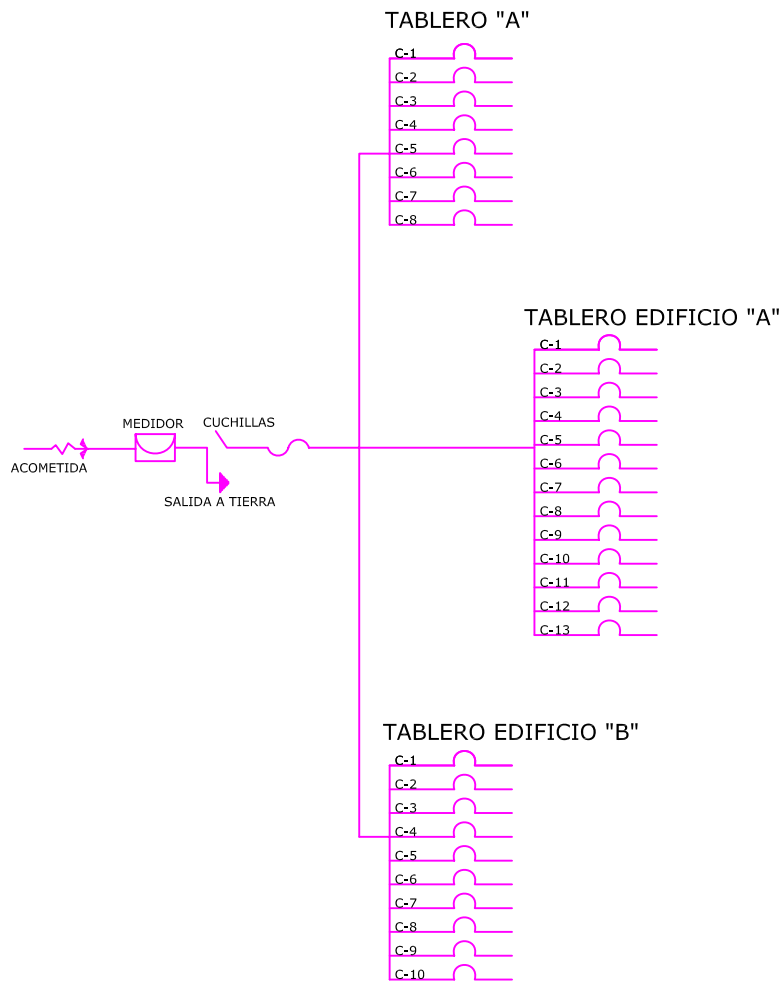 TABLERO "A"
C-1
C-2
C-3
C-4
C-5
C-6
C-7
C-8
TABLERO EDIFICIO "A"
C-1
C-2
C-3
C-4
C-5
C-6
C-7
C-8
C-9
C-10
C-11
C-12
C-13
MEDIDOR
CUCHILLAS
ACOMETIDA
SALIDA A TIERRA
TABLERO EDIFICIO "B"
C-1
C-2
C-3
C-4
C-5
C-6
C-7
C-8
C-9
C-10